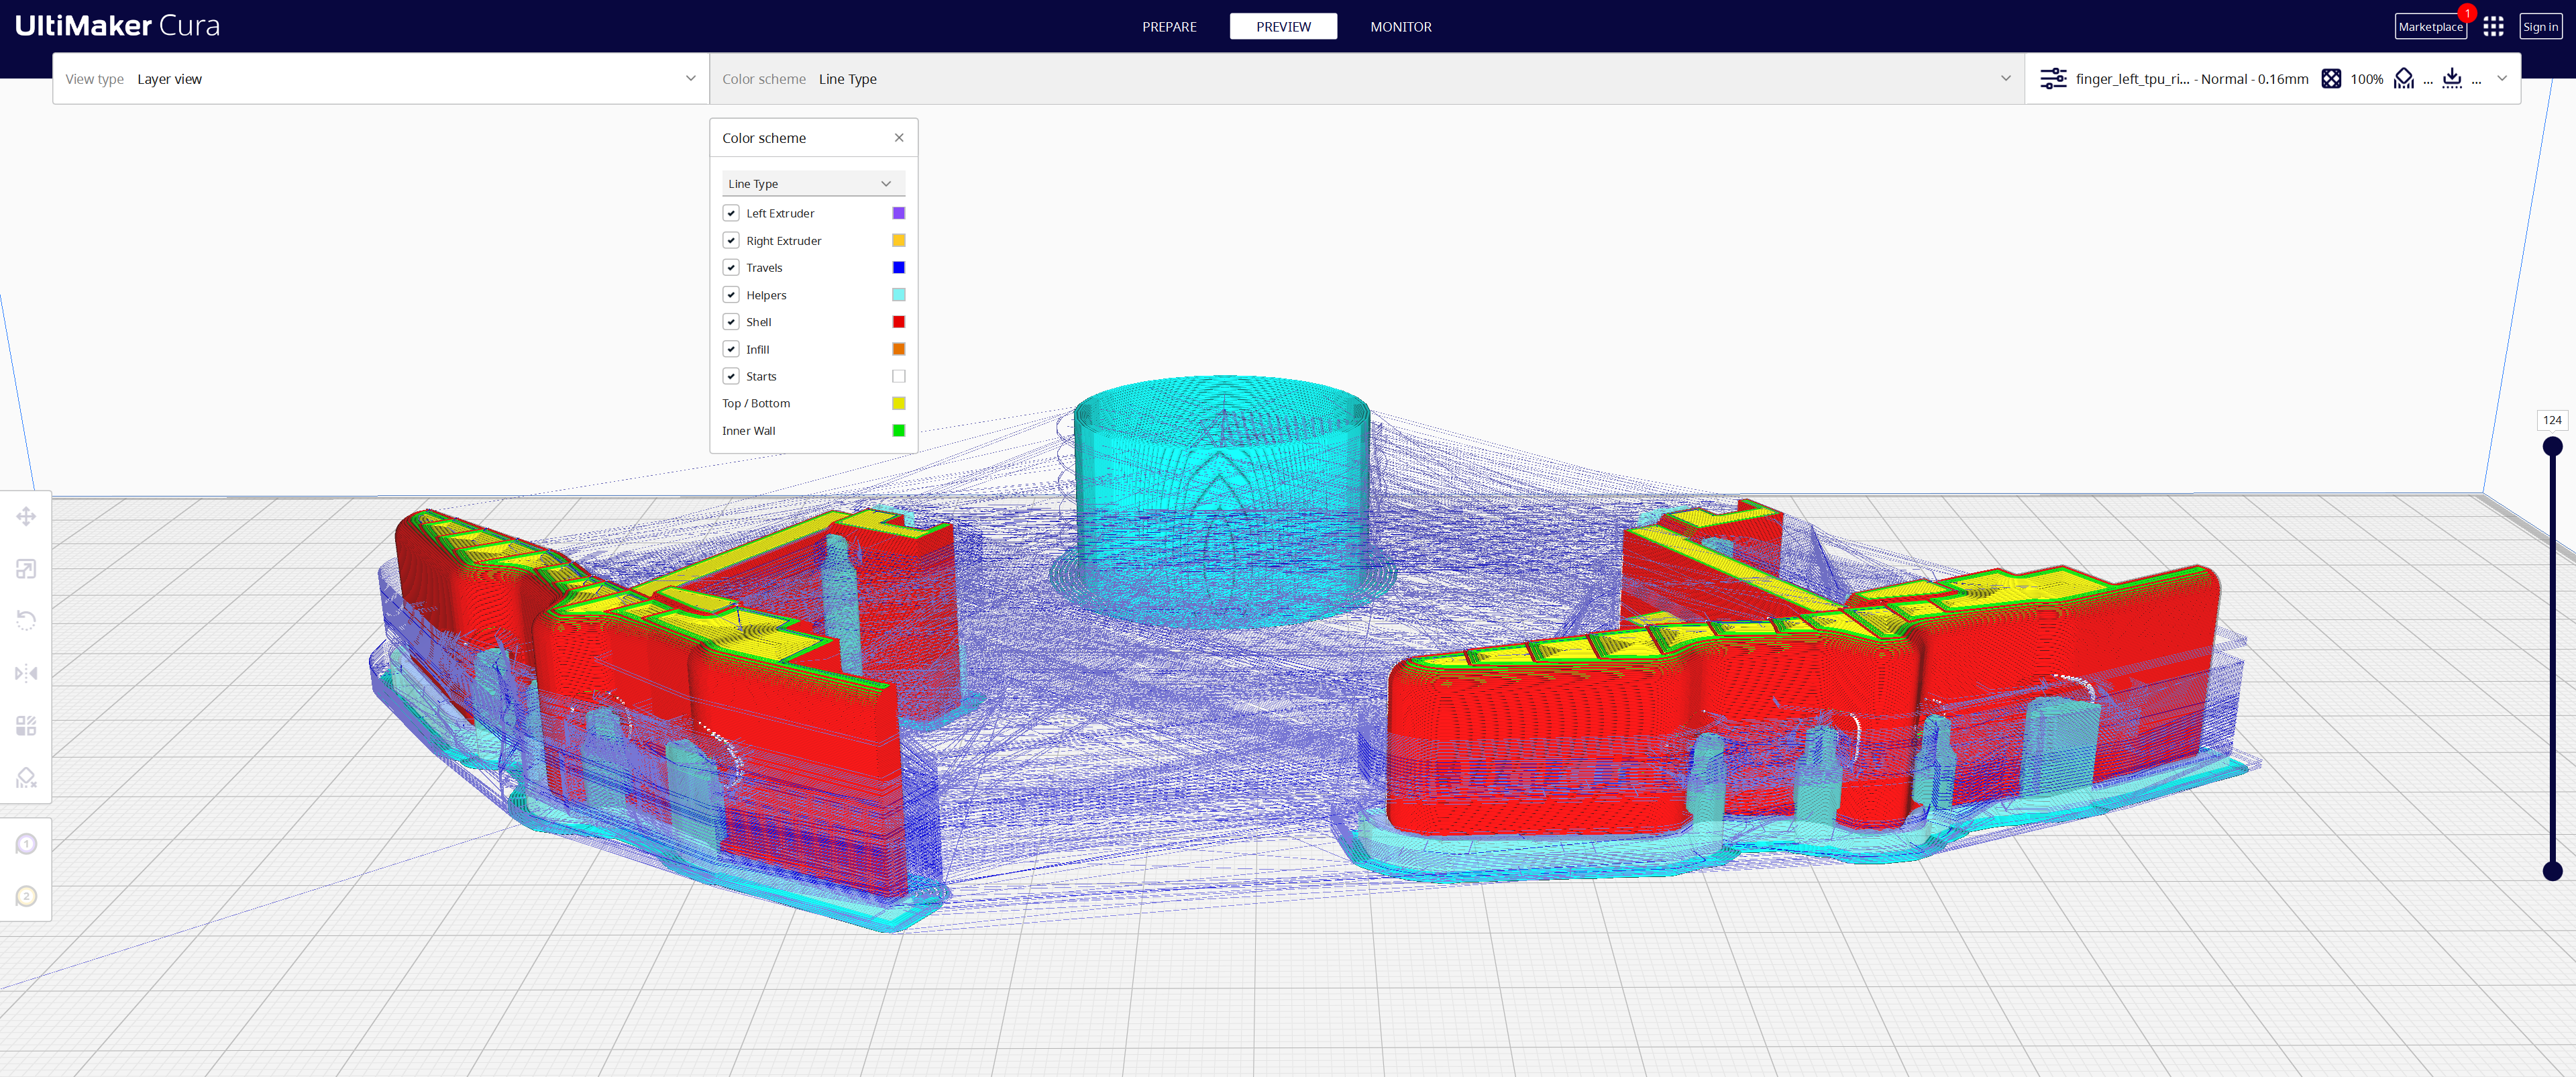 UltiMaker Cura
PREPARE
PREVIEW
MONITOR
Marketplace
1
Sign in
View type Layer view
Color scheme Line Type
finger_left_tpu_ri... - Normal - 0.16mm
100%
...
...
Color scheme
Line Type
Left Extruder
Right Extruder
Travels
Helpers
Shell
Infill
Starts
Top / Bottom
Inner Wall
124
1
2